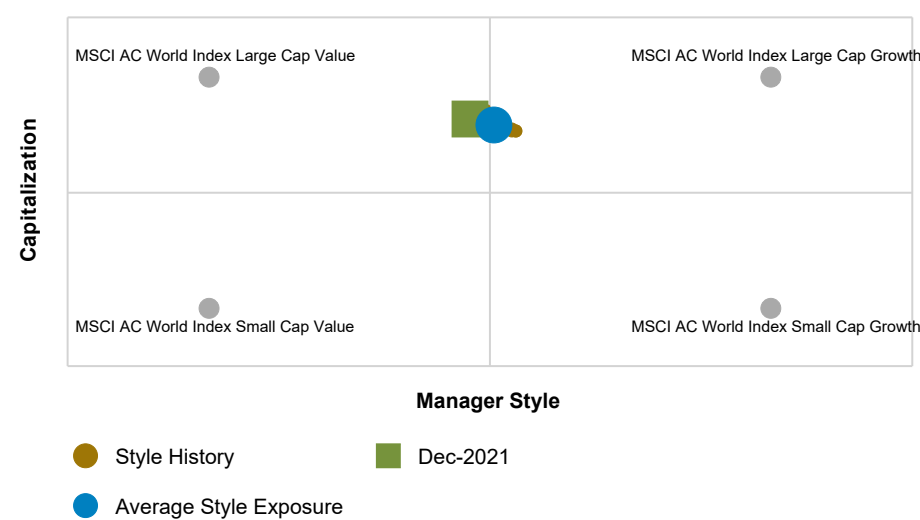 MSCI AC World Index Large Cap Value
MSCI AC World Index Large Cap Growth
Capitalization
MSCI AC World Index Small Cap Value
MSCI AC World Index Small Cap Growth
Manager Style
Style History
Dec-2021
Average Style Exposure